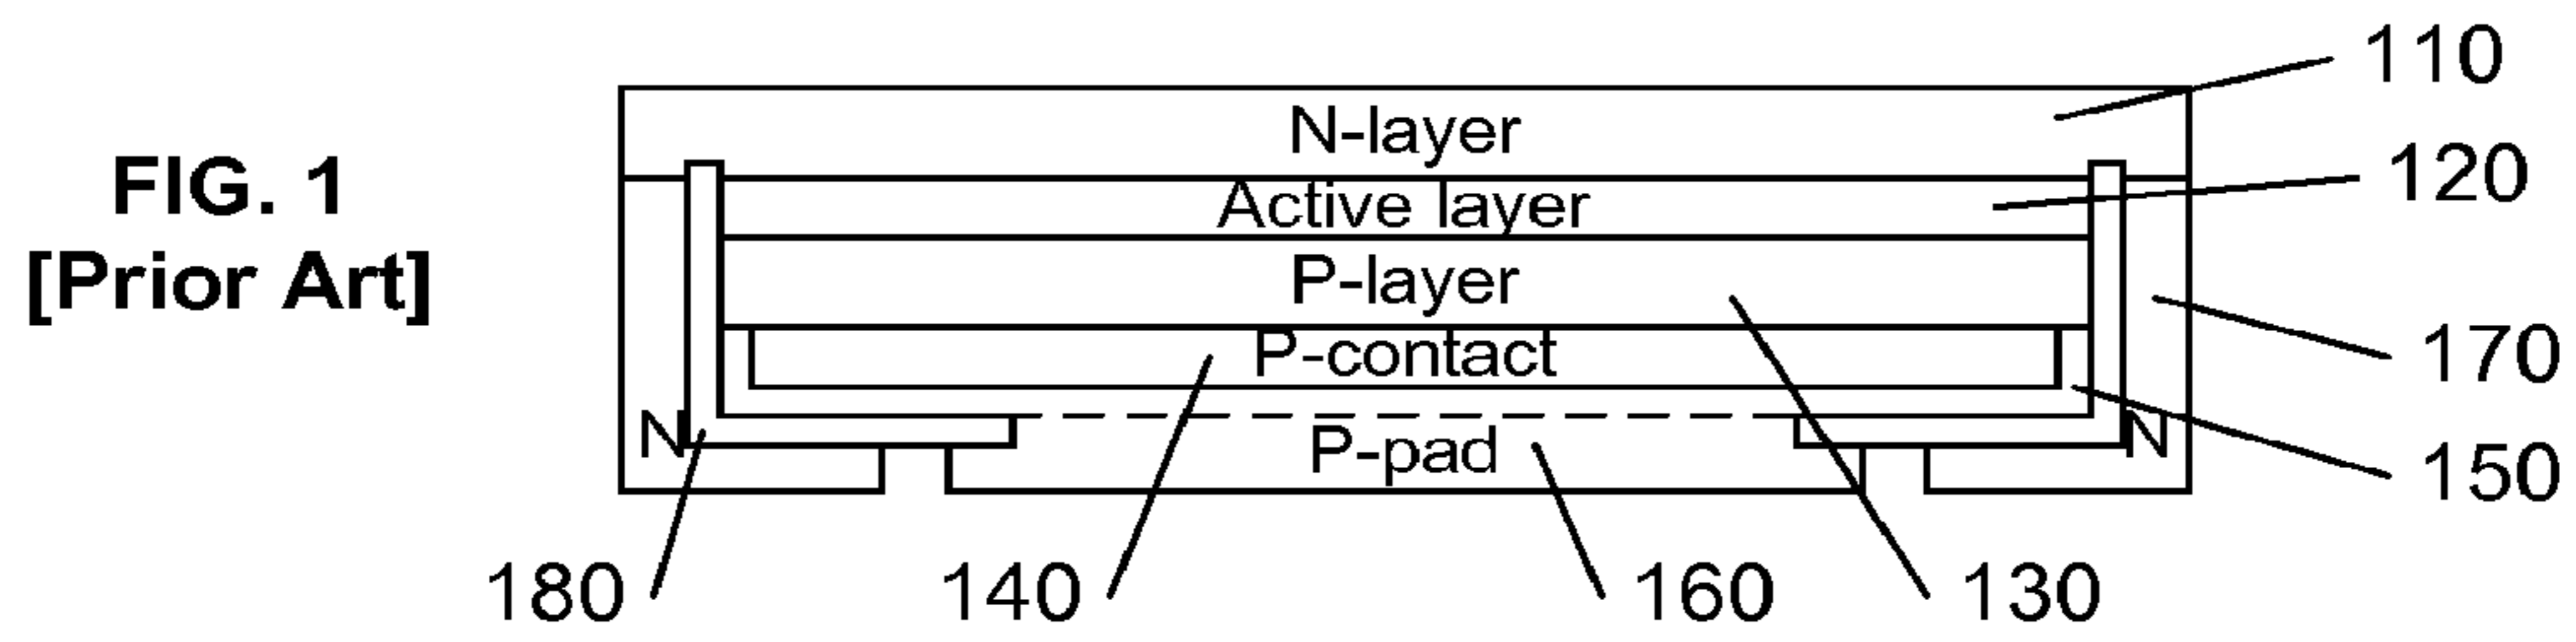 FIG. 1
[Prior Art]
N-layer
Active layer
P-layer
P-contact
P-pad
N
N
110
120
170
150
180
140
160
130